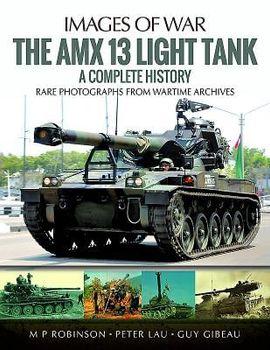 IMAGES OF WAR
THE AMX 13 LIGHT TANK
A COMPLETE HISTORY
RARE PHOTOGRAPHS FROM WARTIME ARCHIVES
M P ROBINSON • PETER LAU • GUY GIBEAU